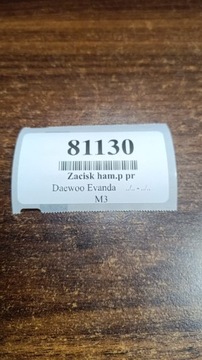 81130
Zacisk ham.p pr
Daewoo Evanda
M3